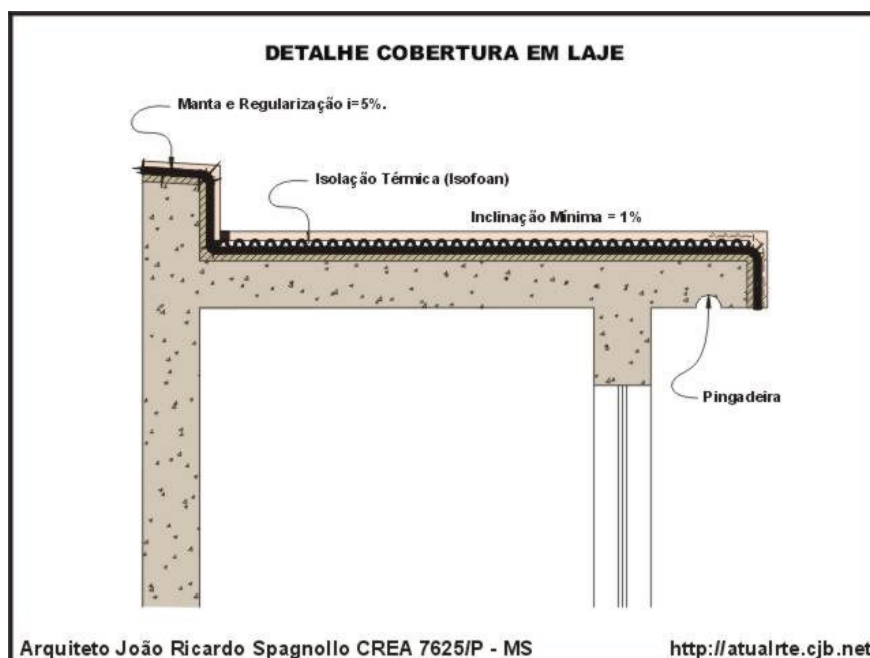 DETALHE COBERTURA EM LAJE
Manta e Regularização i=5%.
Isolação Térmica (Isofoan)
Inclinação Mínima = 1%
Pingadeira
Arquiteto João Ricardo Spagnollo CREA 7625/P - MS
http://atualrte.cjb.net